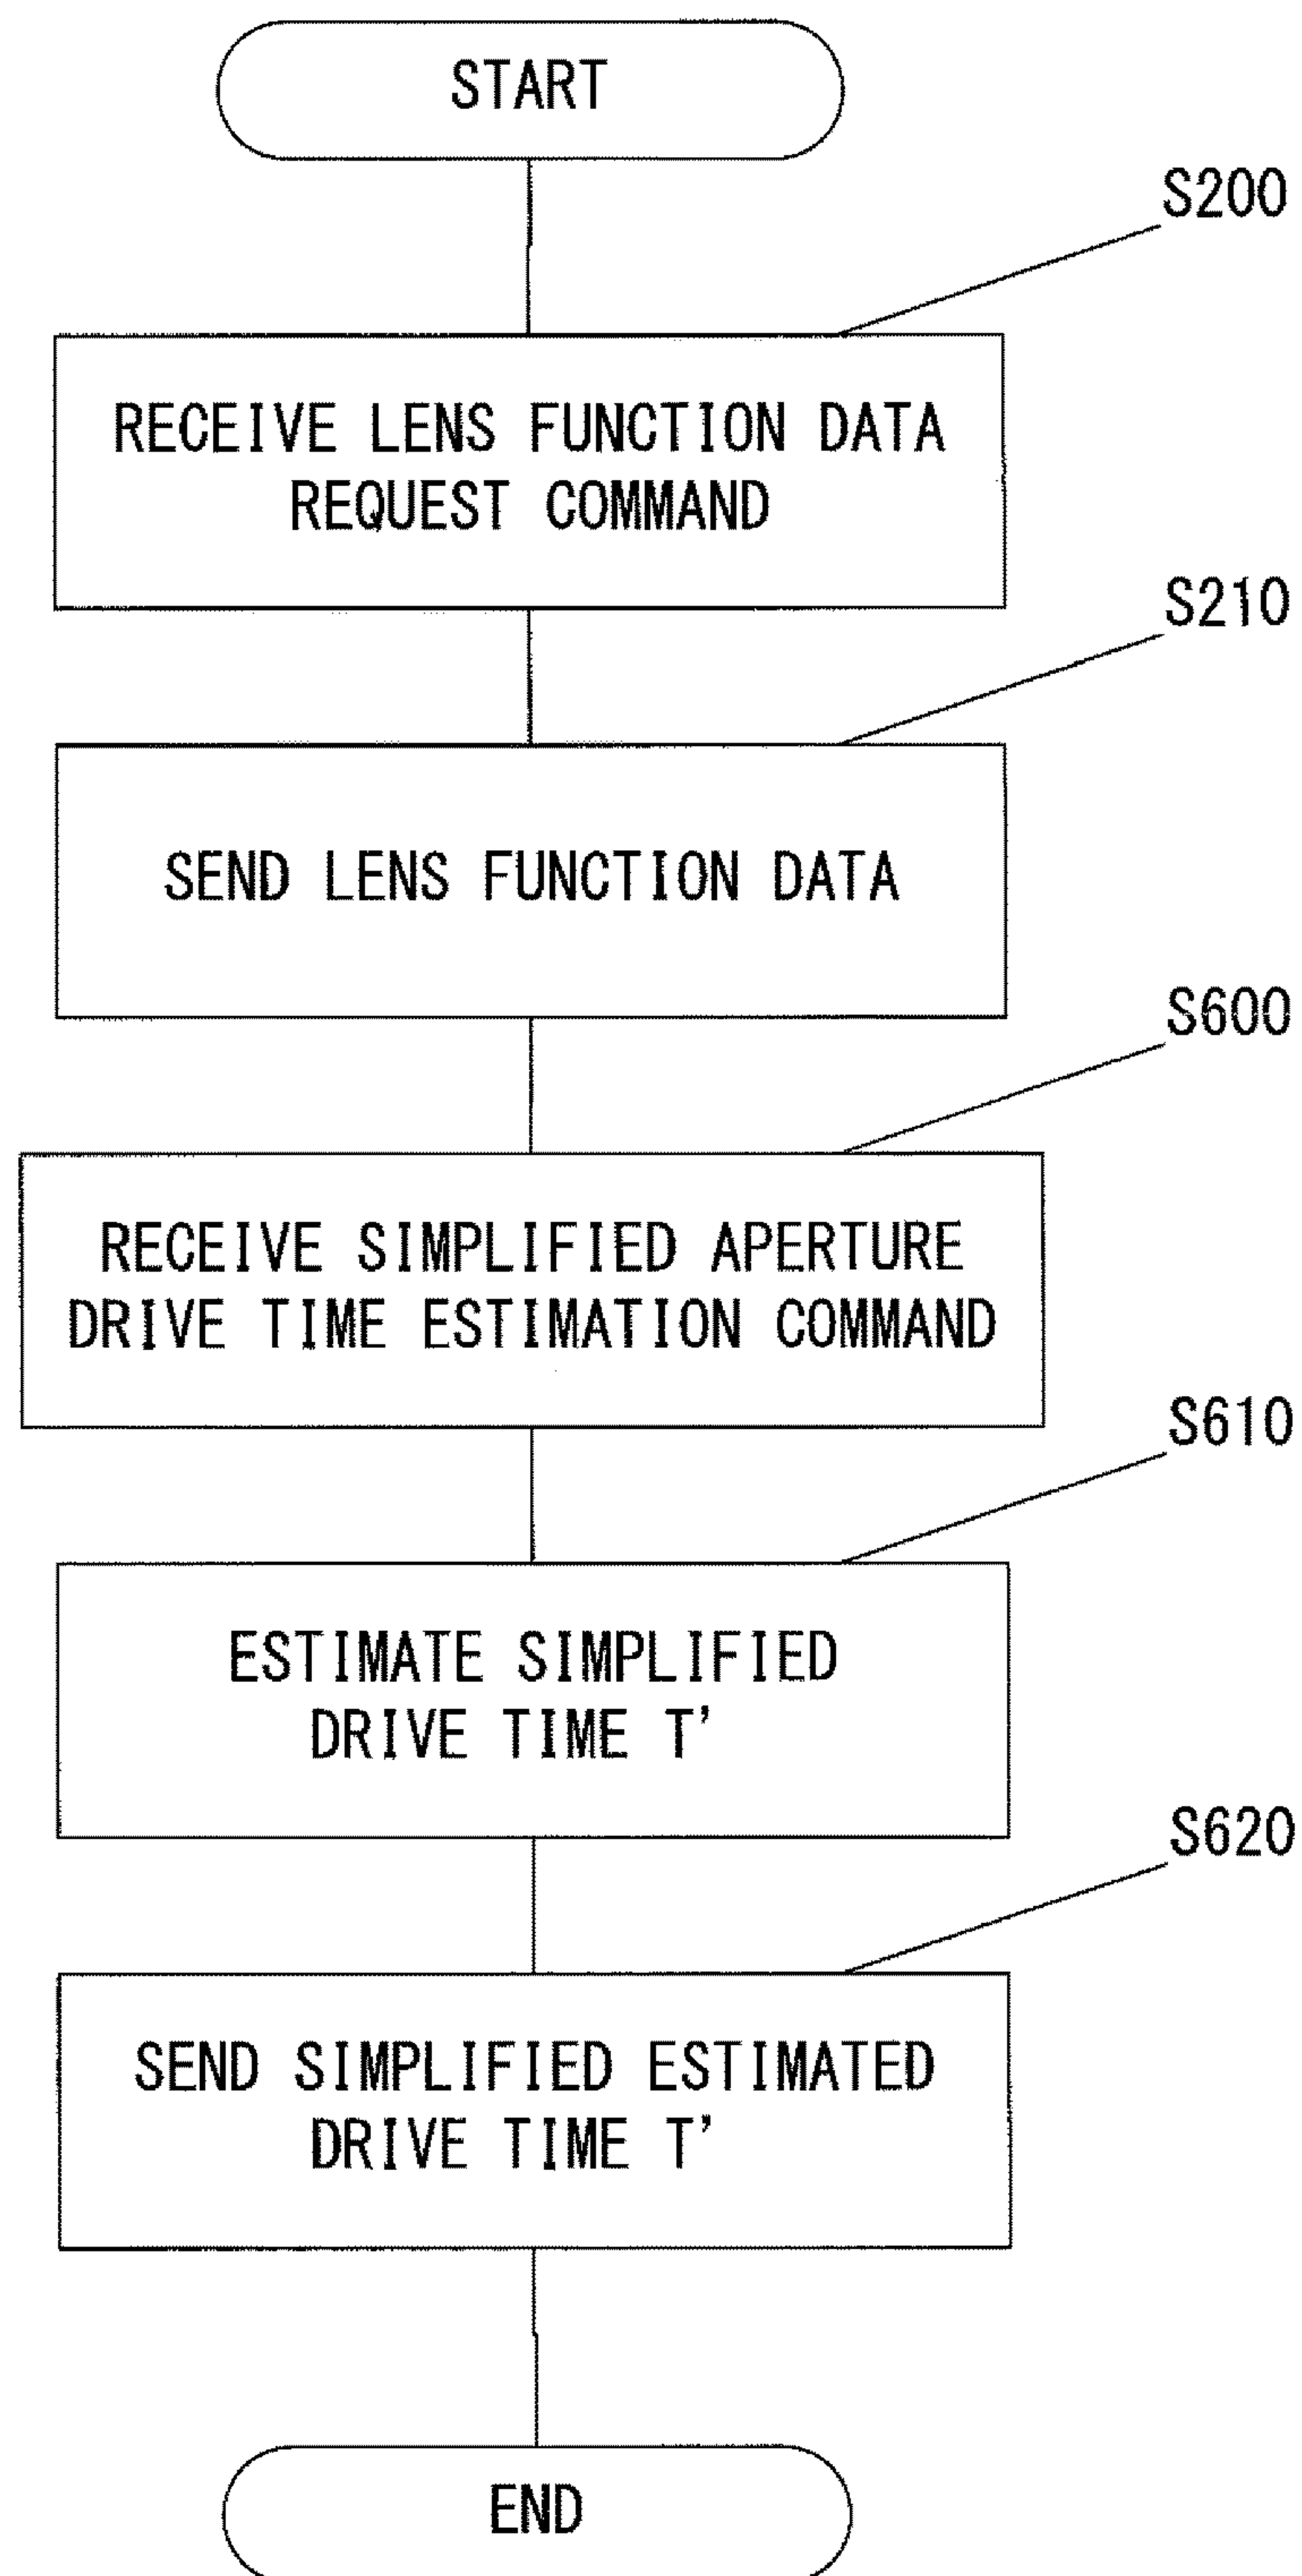 START
S200
RECEIVE LENS FUNCTION DATA
REQUEST COMMAND
S210
SEND LENS FUNCTION DATA
S600
RECEIVE SIMPLIFIED APERTURE
DRIVE TIME ESTIMATION COMMAND
S610
ESTIMATE SIMPLIFIED
DRIVE TIME T'
S620
SEND SIMPLIFIED ESTIMATED
DRIVE TIME T'
END